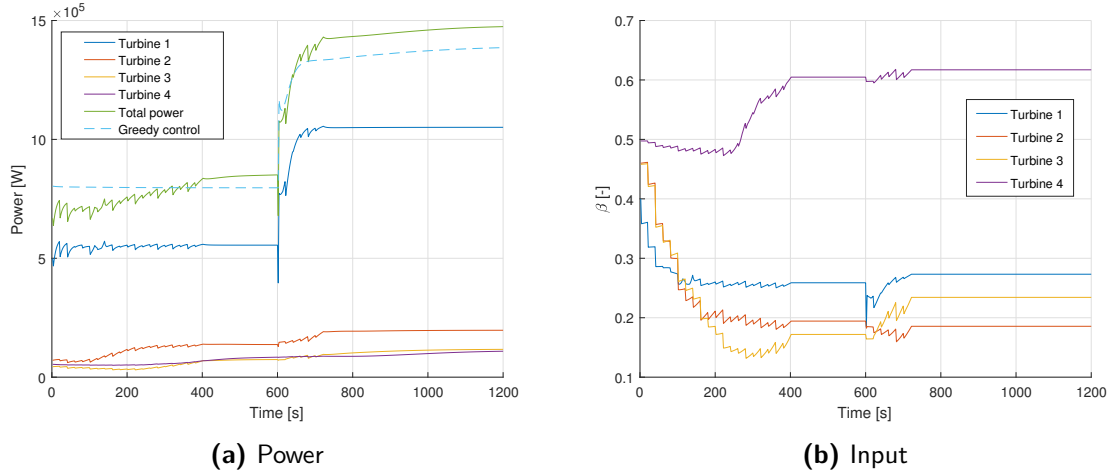 ×10⁵
15
10
5
0
Power [W]
Turbine 1
Turbine 2
Turbine 3
Turbine 4
Total power
Greedy control
0 200 400 600 800 1000 1200
Time [s]
(a) Power
0.7
0.6
0.5
0.4
0.3
0.2
0.1
β [-]
Turbine 1
Turbine 2
Turbine 3
Turbine 4
0 200 400 600 800 1000 1200
Time [s]
(b) Input